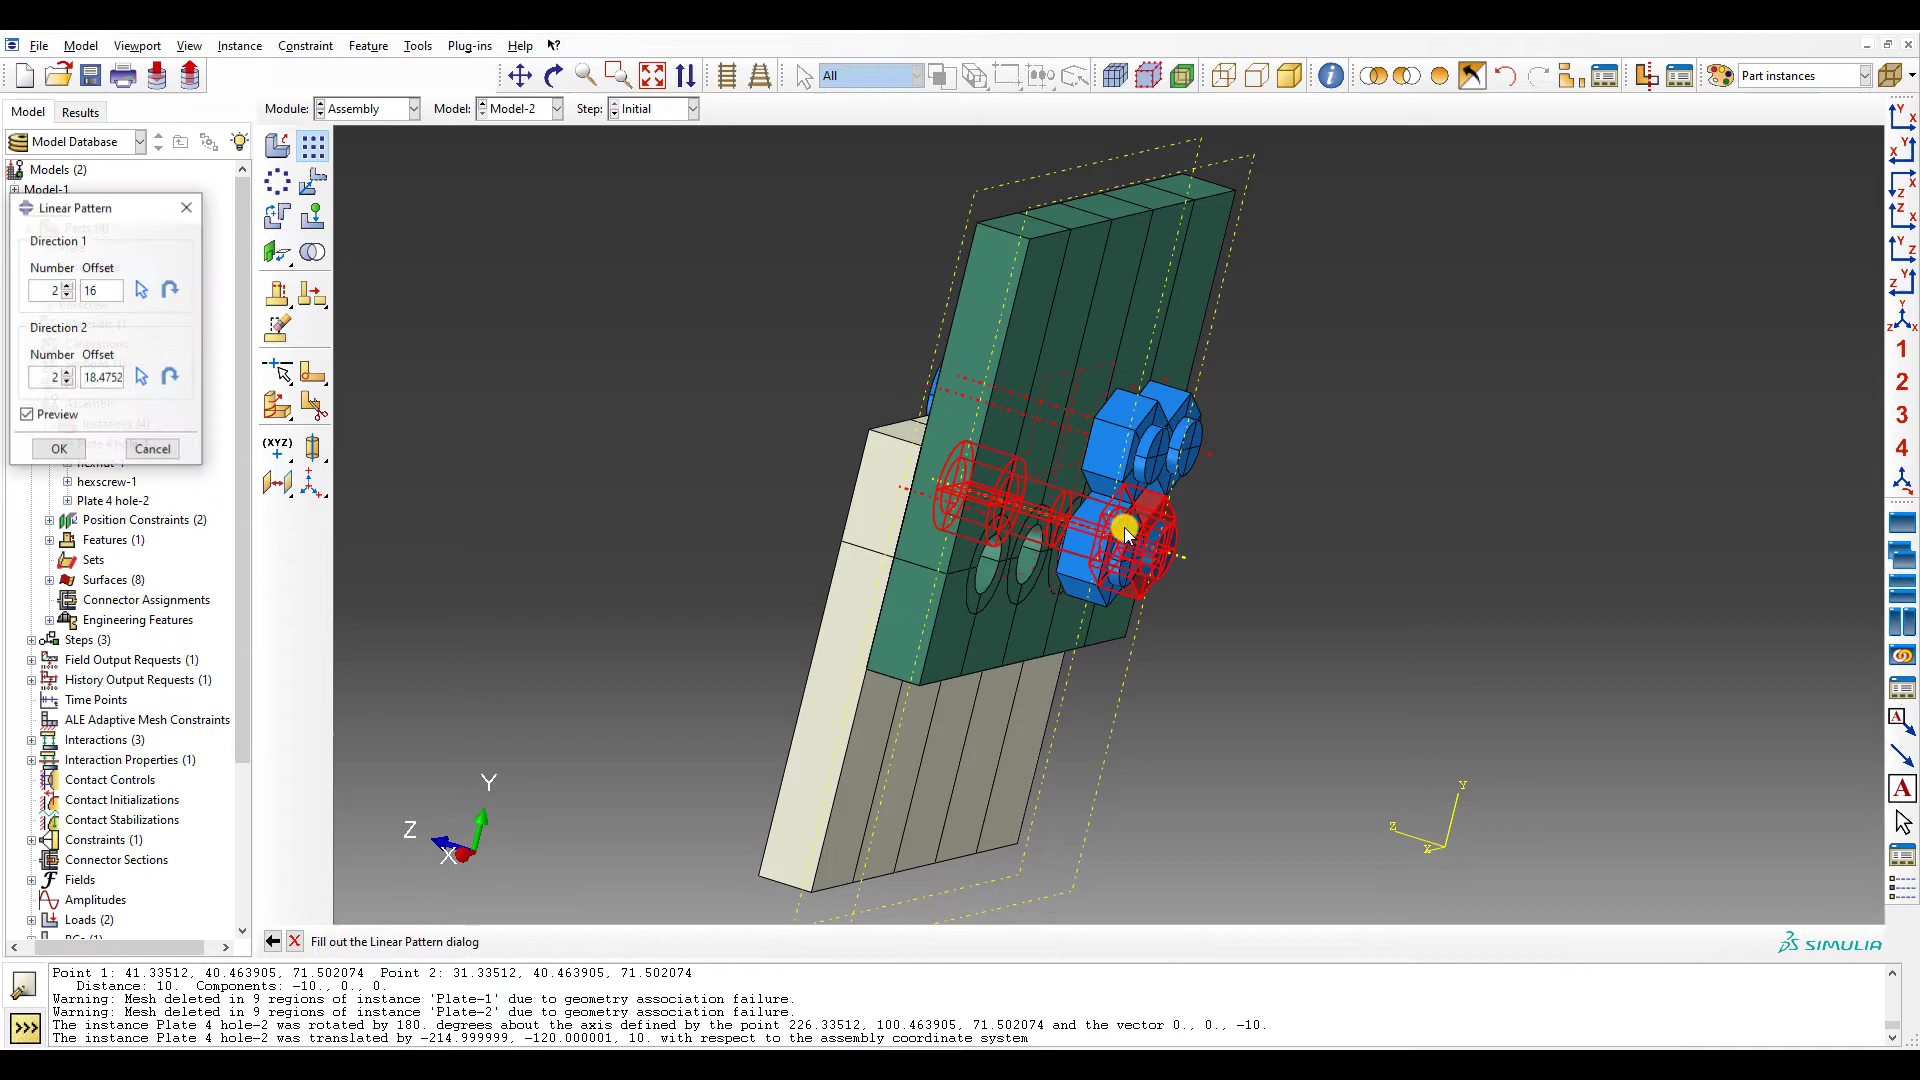 File Model Viewport View Instance Constraint Feature Tools Plug-ins Help
All
Part instances
Model Results
Module: Assembly Model: Model-2 Step: Initial
Model Database
Models (2)
Model-1
Linear Pattern
Direction 1
Number Offset
2 16
Direction 2
Number Offset
2 18.4752
Preview
OK Cancel
hexscrew-1
Plate 4 hole-2
Position Constraints (2)
Features (1)
Sets
Surfaces (8)
Connector Assignments
Engineering Features
Steps (3)
Field Output Requests (1)
History Output Requests (1)
Time Points
ALE Adaptive Mesh Constraints
Interactions (3)
Interaction Properties (1)
Contact Controls
Contact Initializations
Contact Stabilizations
Constraints (1)
Connector Sections
Fields
Amplitudes
Loads (2)
(XYZ)
Y
Z
X
Y
Z
X
1
2
3
4
A
A
Fill out the Linear Pattern dialog
SIMULIA
Point 1: 41.33512, 40.463905, 71.502074 Point 2: 31.33512, 40.463905, 71.502074
Distance: 10. Components: -10., 0., 0.
Warning: Mesh deleted in 9 regions of instance 'Plate-1' due to geometry association failure.
Warning: Mesh deleted in 9 regions of instance 'Plate-2' due to geometry association failure.
The instance Plate 4 hole-2 was rotated by 180. degrees about the axis defined by the point 226.33512, 100.463905, 71.502074 and the vector 0., 0., -10.
The instance Plate 4 hole-2 was translated by -214.999999, -120.000001, 10. with respect to the assembly coordinate system
>>>